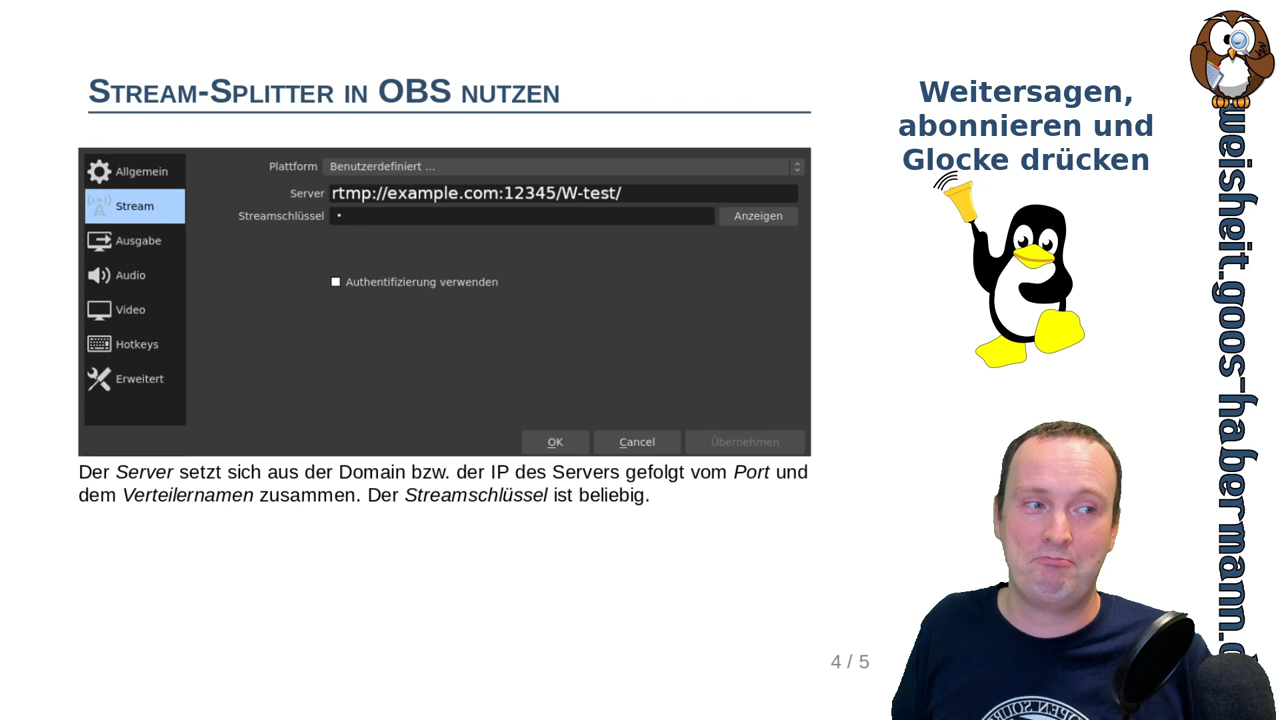 STREAM-SPLITTER IN OBS NUTZEN
Weitersagen,
abonnieren und
Glocke drücken
Allgemein
Stream
Ausgabe
Audio
Video
Hotkeys
Erweitert
Plattform Benutzerdefiniert ...
Server rtmp://example.com:12345/W-test/
Streamschlüssel • Anzeigen
Authentifizierung verwenden
OK Cancel Übernehmen
Der Server setzt sich aus der Domain bzw. der IP des Servers gefolgt vom Port und
dem Verteilernamen zusammen. Der Streamschlüssel ist beliebig.
4 / 5
weisheit.goos-habermann.
OPEN SOUR